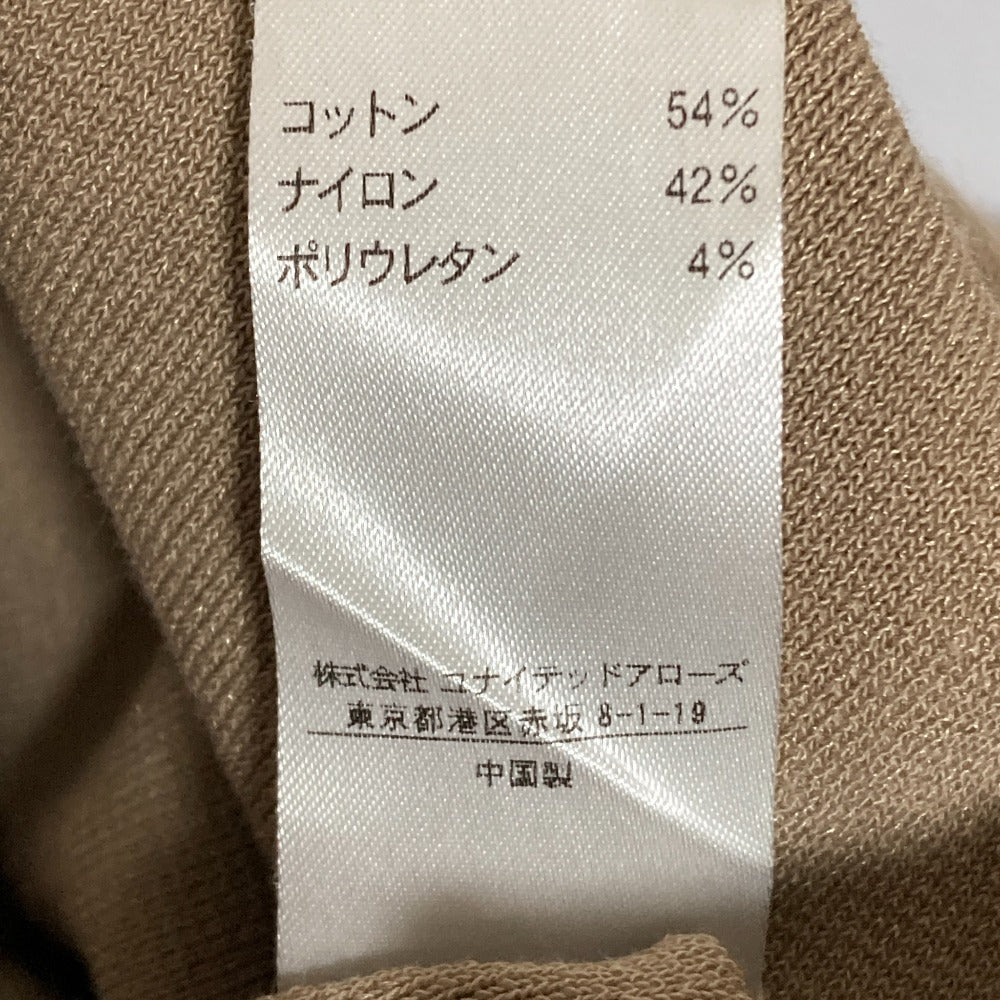 コットン 54%
ナイロン 42%
ポリウレタン 4%
株式会社 ユナイテッドアローズ
東京都港区赤坂 8-1-19
中国製